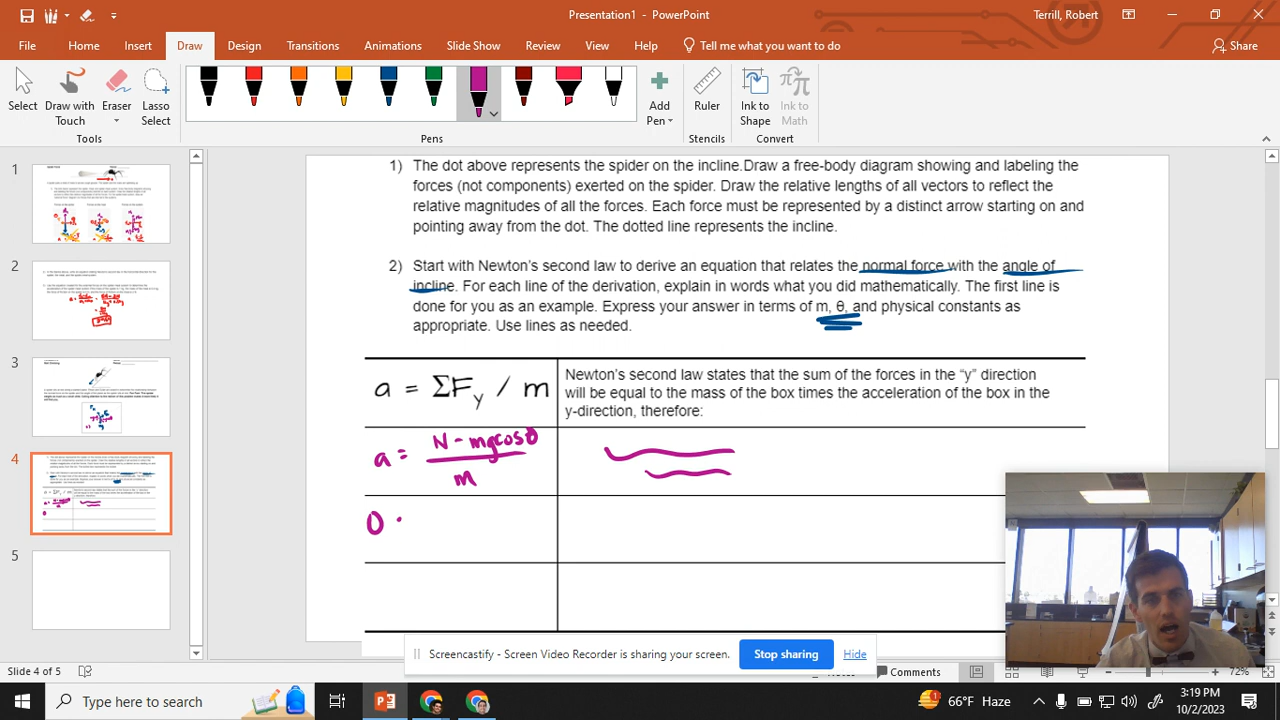 Presentation1 - PowerPoint
Terrill, Robert
File Home Insert Draw Design Transitions Animations Slide Show Review View Help Tell me what you want to do
Share
Select
Draw with Touch
Eraser
Lasso Select
Add Pen
Ruler
Ink to Shape
Ink to Math
Tools
Pens
Stencils
Convert
1
2
3
4
5
1) The dot above represents the spider on the incline.Draw a free-body diagram showing and labeling the
forces (not components) exerted on the spider. Draw the relative lengths of all vectors to reflect the
relative magnitudes of all the forces. Each force must be represented by a distinct arrow starting on and
pointing away from the dot. The dotted line represents the incline.
2) Start with Newton's second law to derive an equation that relates the normal force with the angle of
incline. For each line of the derivation, explain in words what you did mathematically. The first line is
done for you as an example. Express your answer in terms of m, θ, and physical constants as
appropriate. Use lines as needed.
a = ΣFy / m
Newton's second law states that the sum of the forces in the “y” direction
will be equal to the mass of the box times the acceleration of the box in the
y-direction, therefore:
a = N - mgcosθ
m
0
Screencastify - Screen Video Recorder is sharing your screen.
Stop sharing
Hide
Slide 4 of 5
Comments
72%
Type here to search
66°F Haze
3:19 PM
10/2/2023